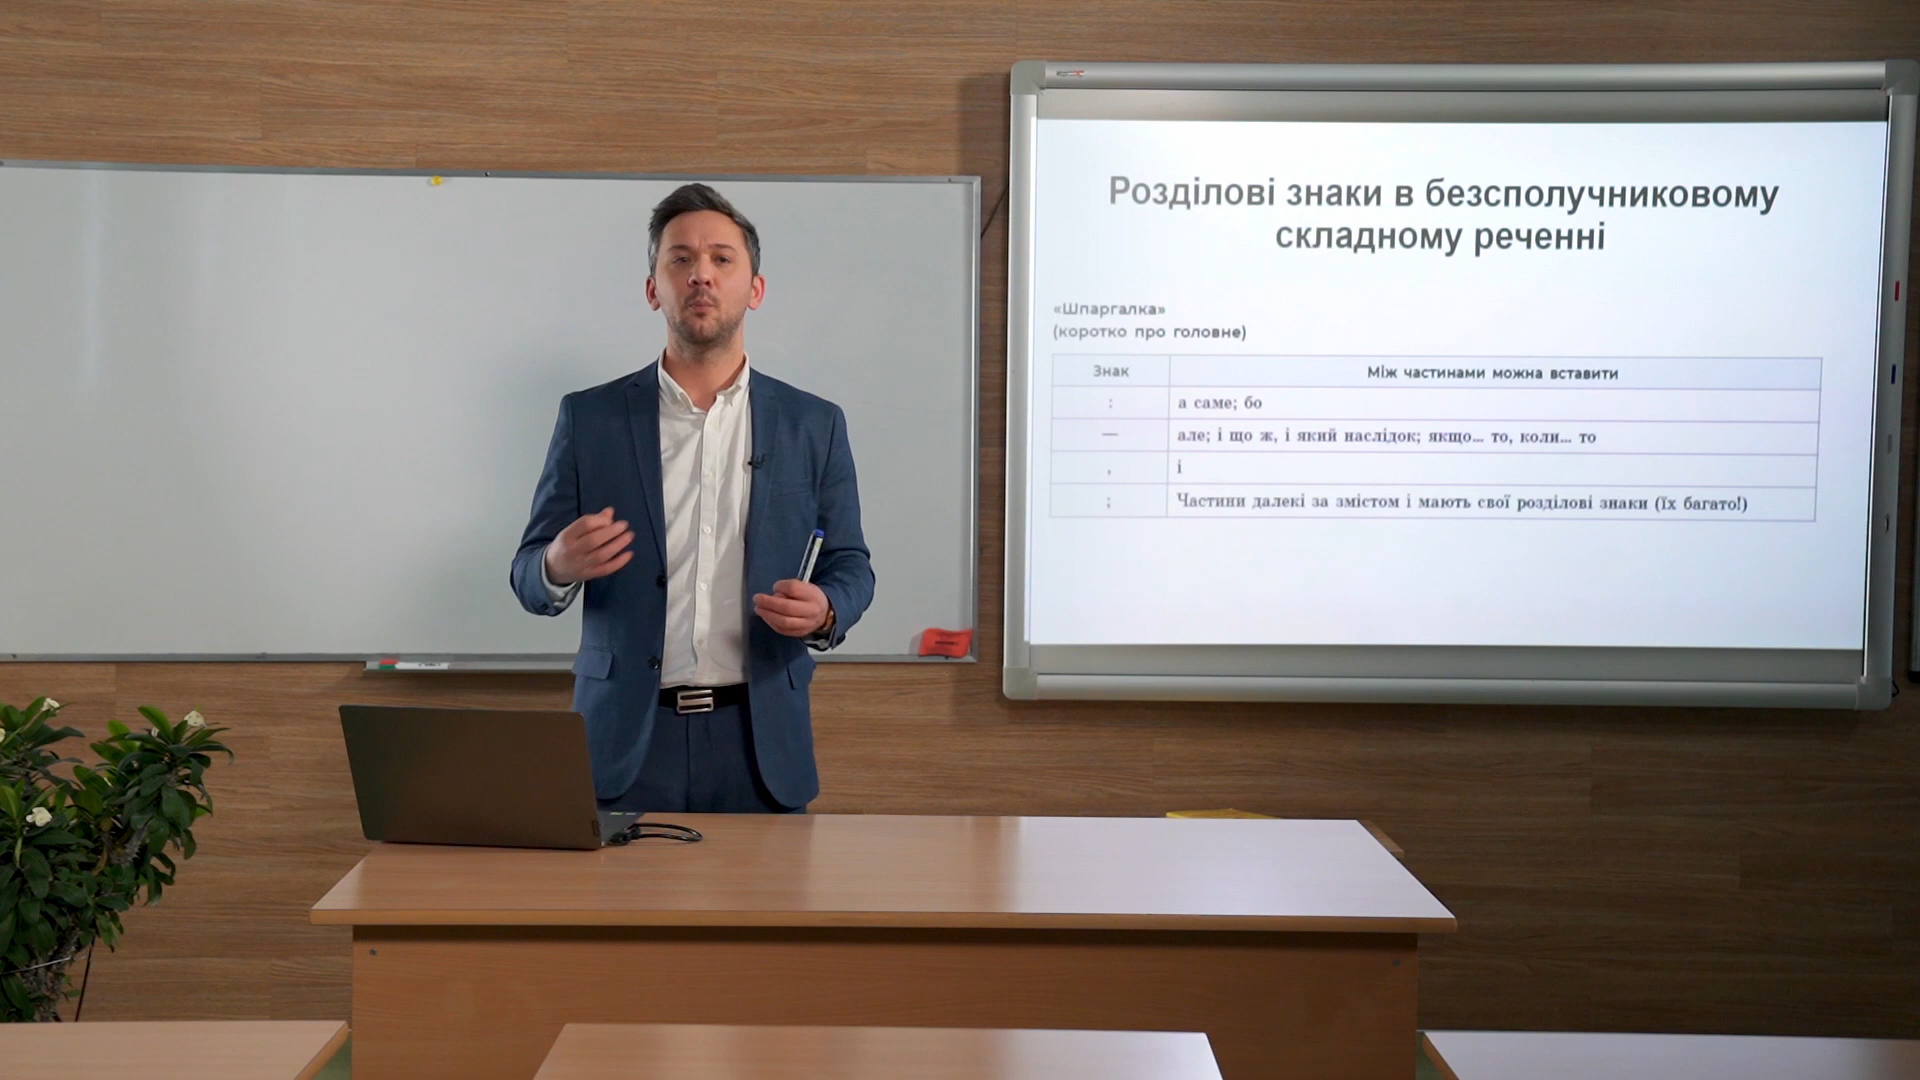 Розділові знаки в безсполучниковому
складному реченні
«Шпаргалка»
(коротко про головне)
Знак Між частинами можна вставити
: а саме; бо
— але; і що ж, і який наслідок; якщо... то, коли... то
, і
; Частини далекі за змістом і мають свої розділові знаки (їх багато!)